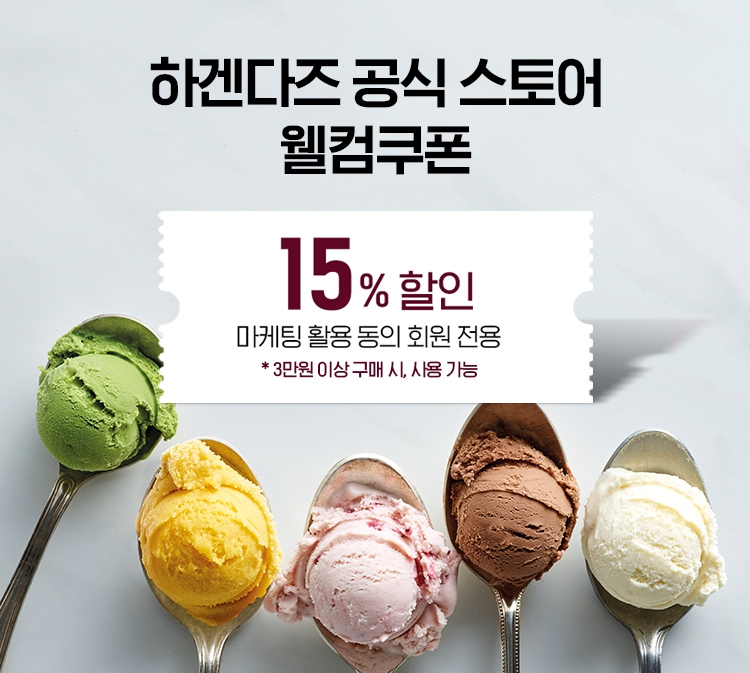 하겐다즈 공식 스토어
웰컴쿠폰
15% 할인
마케팅 활용 동의 회원 전용
* 3만원 이상 구매 시, 사용 가능